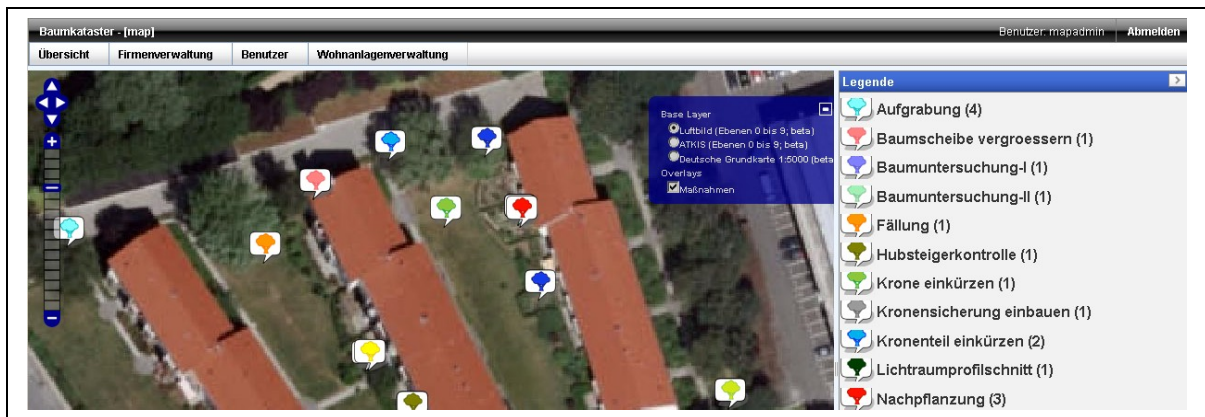 Baumkataster - [map]
Benutzer: mapadmin
Abmelden
Übersicht
Firmenverwaltung
Benutzer
Wohnanlagenverwaltung
Base Layer
Luftbild (Ebenen 0 bis 9; beta)
ATKIS (Ebenen 0 bis 9; beta)
Deutsche Grundkarte 1:5000 (beta
Overlays
Maßnahmen
Legende
Aufgrabung (4)
Baumscheibe vergroessern (1)
Baumuntersuchung-I (1)
Baumuntersuchung-II (1)
Fällung (1)
Hubsteigerkontrolle (1)
Krone einkürzen (1)
Kronensicherung einbauen (1)
Kronenteil einkürzen (2)
Lichtraumprofilschnitt (1)
Nachpflanzung (3)